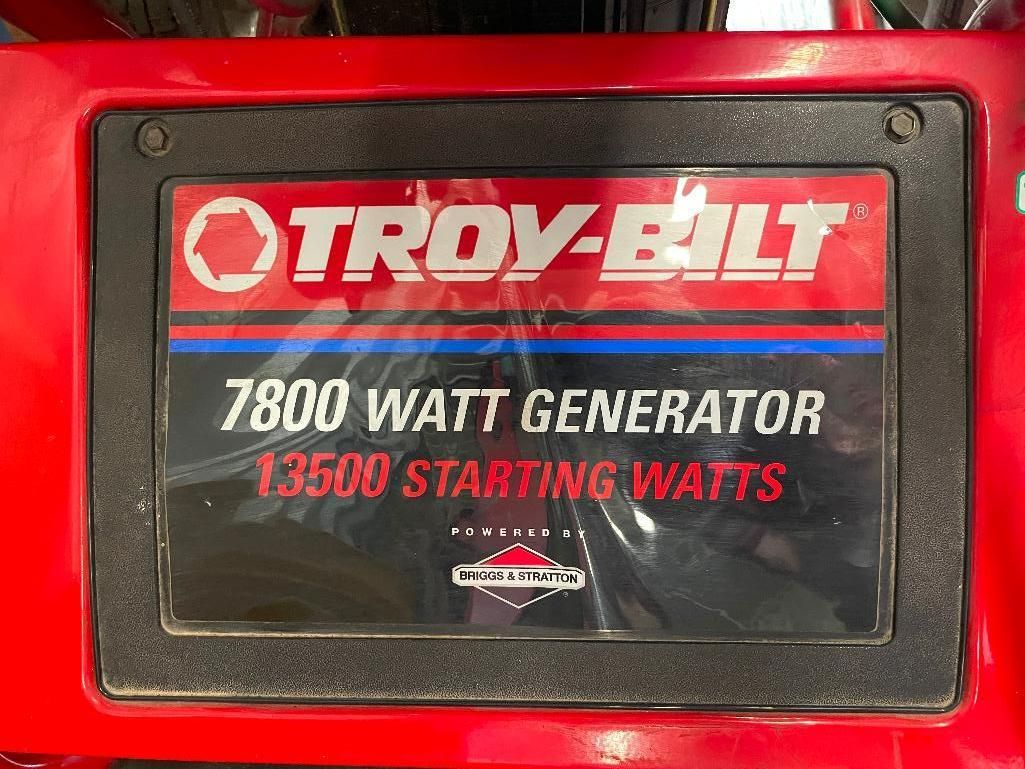 TROY-BILT®
7800 WATT GENERATOR
13500 STARTING WATTS
POWERED BY
BRIGGS & STRATTON®